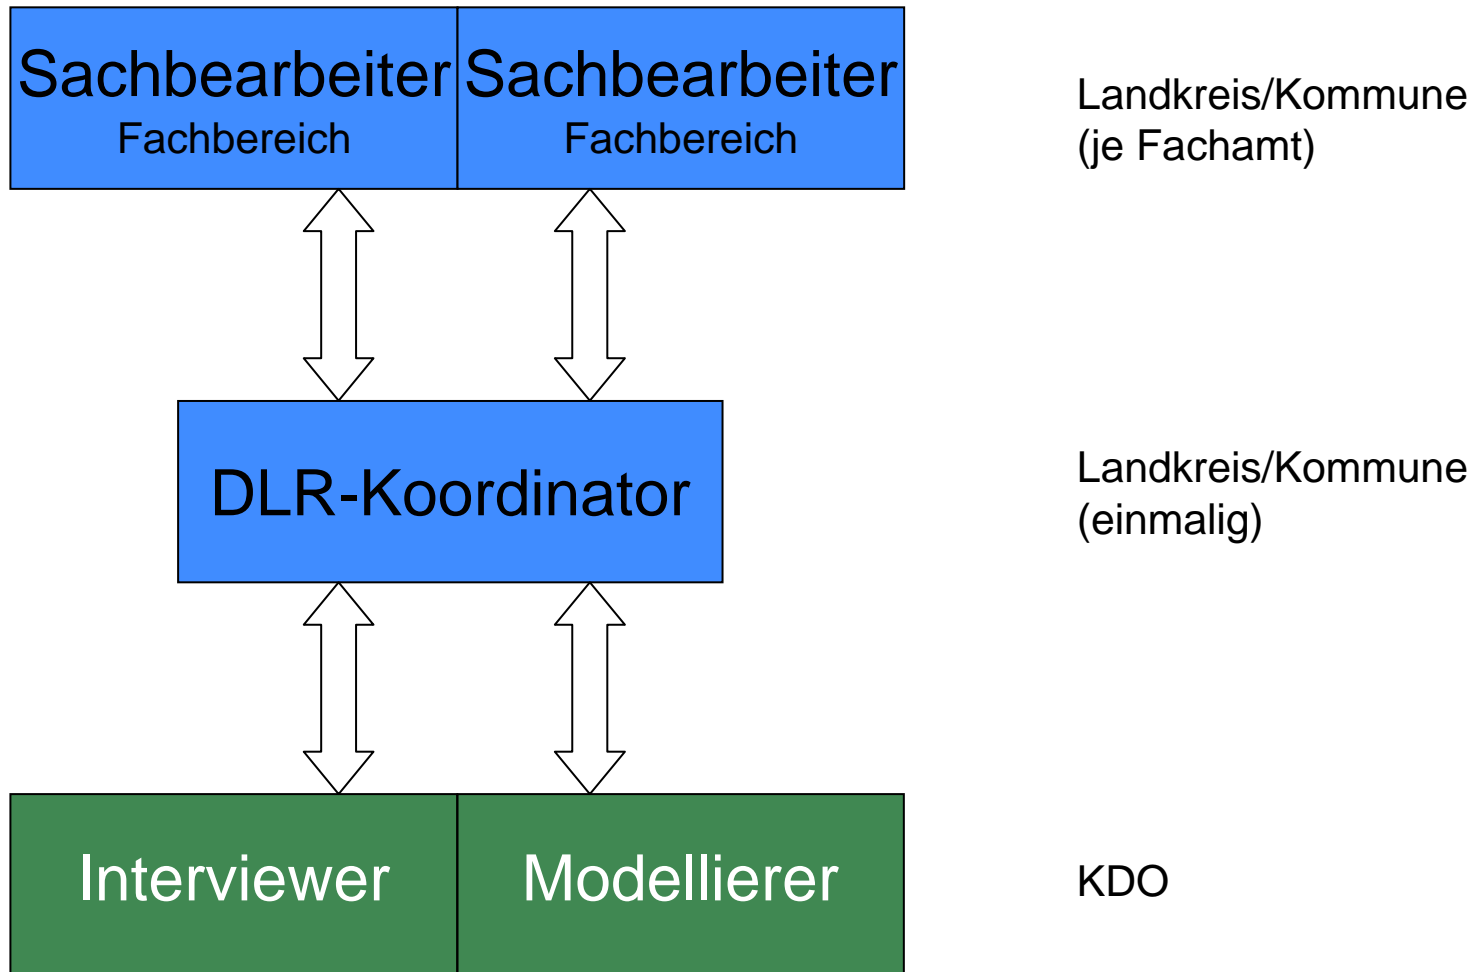 Sachbearbeiter
Fachbereich
Sachbearbeiter
Fachbereich
Landkreis/Kommune
(je Fachamt)
DLR-Koordinator
Landkreis/Kommune
(einmalig)
Interviewer
Modellierer
KDO